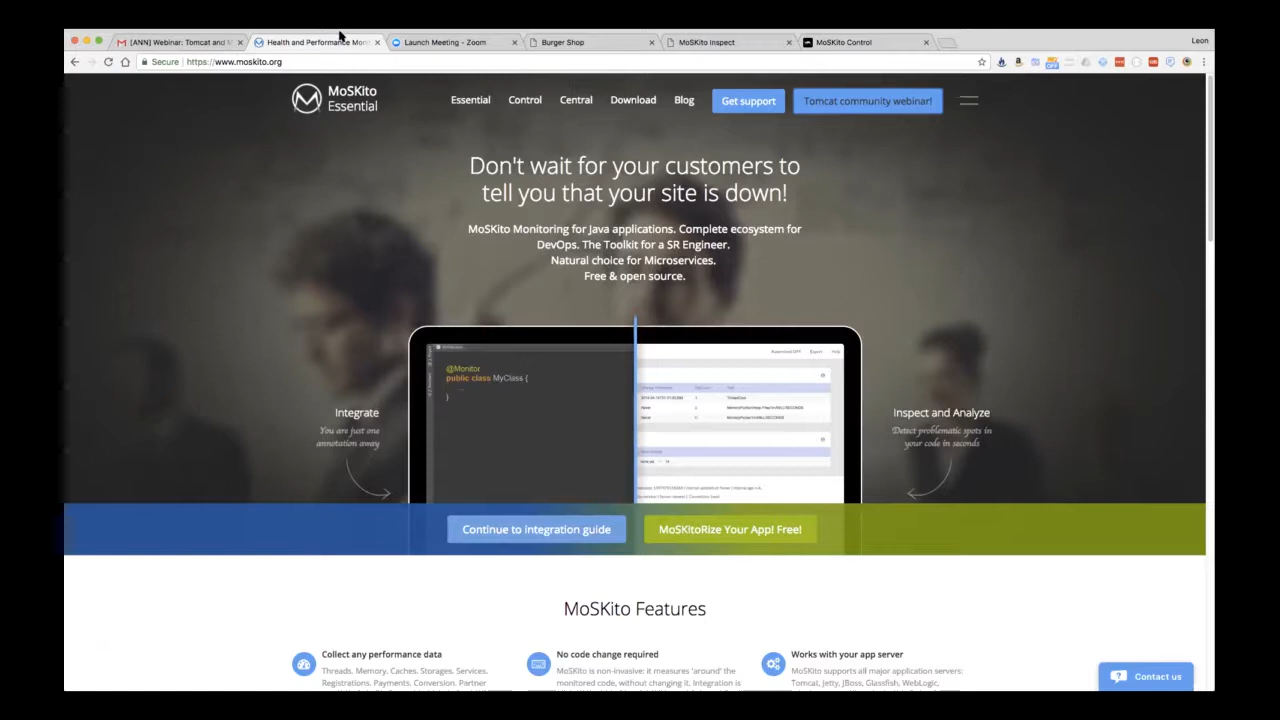 [ANN] Webinar: Tomcat and M
Health and Performance Moni
Launch Meeting - Zoom
Burger Shop
MoSKito Inspect
MoSKito Control
Leon
Secure
https://www.moskito.org
MoSKito
Essential
Essential
Control
Central
Download
Blog
Get support
Tomcat community webinar!
Don't wait for your customers to
tell you that your site is down!
MoSKito Monitoring for Java applications. Complete ecosystem for
DevOps. The Toolkit for a SR Engineer.
Natural choice for Microservices.
Free & open source.
@Monitor
public class MyClass {
...
}
Export
Help
Integrate
You are just one
annotation away
Inspect and Analyze
Detect problematic spots in
your code in seconds
Continue to integration guide
MoSKitoRize Your App! Free!
MoSKito Features
Collect any performance data
Threads. Memory. Caches. Storages. Services.
Registrations. Payments. Conversion. Partner
No code change required
MoSKito is non-invasive: it measures 'around' the
monitored code, without changing it. Integration is
Works with your app server
MoSKito supports all major application servers:
Tomcat, Jetty, JBoss, Glassfish, WebLogic,
Contact us